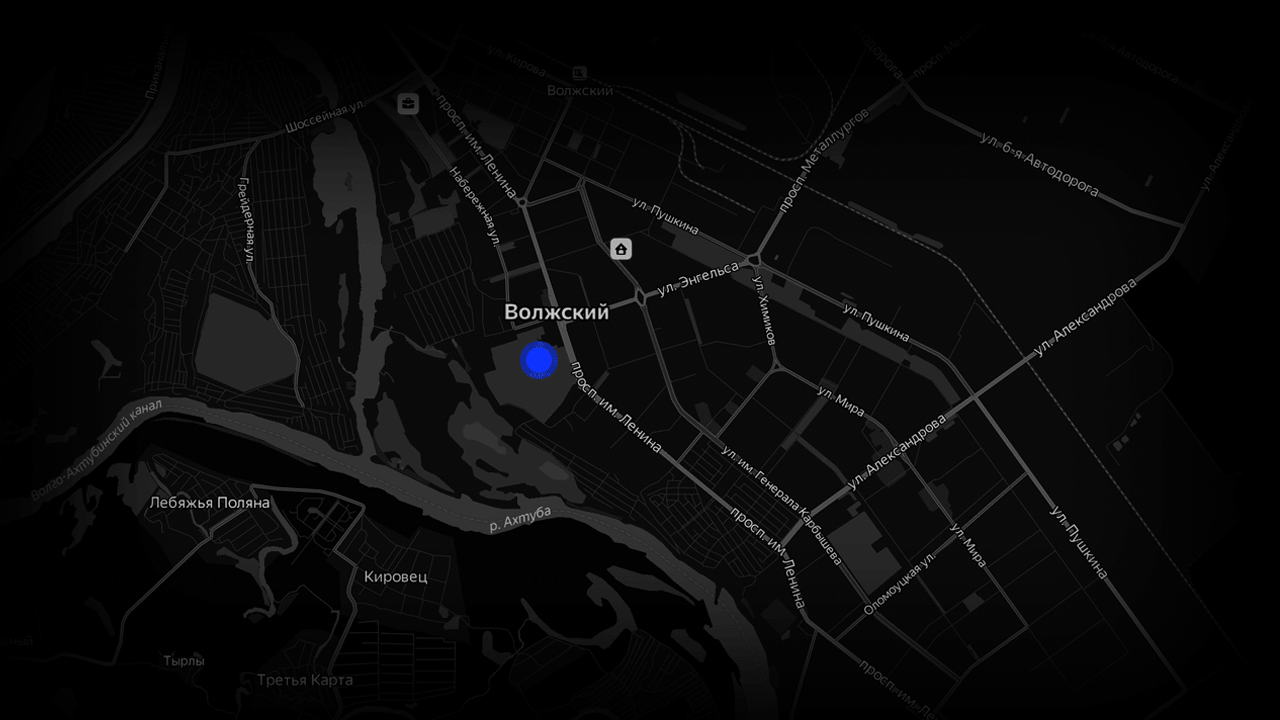 ул. Кирова
Волжский
просп. Металлургов
Шоссейная ул.
просп. им. Ленина
ул. 6-я Автодорога
Набережная ул.
Грейдерная ул.
ул. Пушкина
ул. Энгельса
ул. Химиков
ул. Пушкина
Волжский
ул. Александрова
просп. им. Ленина
ул. Мира
Волго-Ахтубинский канал
ул. Александрова
ул. им. Генерала Карбышева
Лебяжья Поляна
р. Ахтуба
просп. им. Ленина
ул. Мира
ул. Пушкина
Кировец
Оломоуцкая ул.
Тырлы
Третья Карта